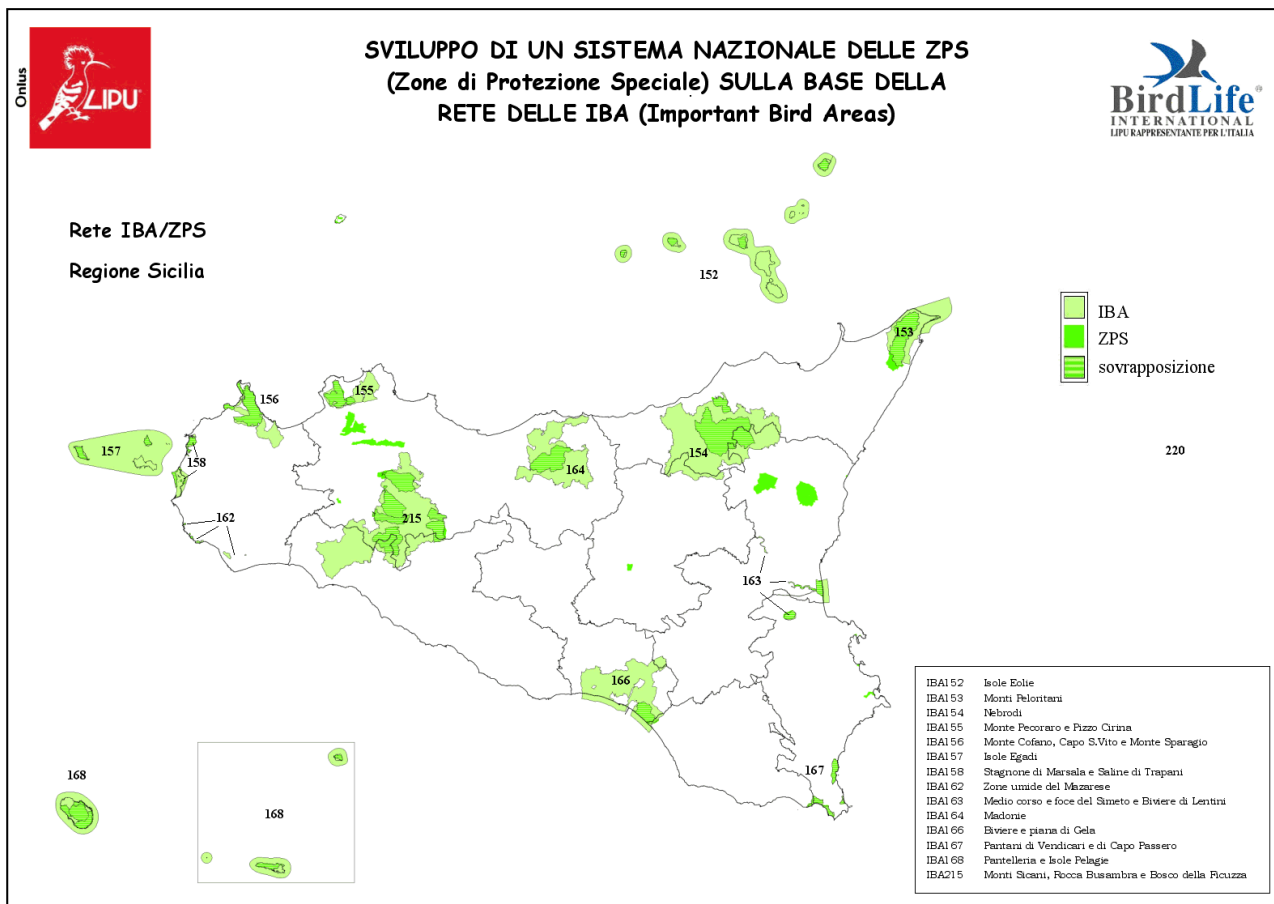 Onlus
LIPU
SVILUPPO DI UN SISTEMA NAZIONALE DELLE ZPS
(Zone di Protezione Speciale) SULLA BASE DELLA
RETE DELLE IBA (Important Bird Areas)
BirdLife®
INTERNATIONAL
LIPU RAPPRESENTANTE PER L'ITALIA
Rete IBA/ZPS
Regione Sicilia
152
IBA
ZPS
sovrapposizione
153
155
156
157
158
154
164
220
215
162
163
166
167
168
168
IBA152 Isole Eolie
IBA153 Monti Peloritani
IBA154 Nebrodi
IBA155 Monte Pecoraro e Pizzo Cirina
IBA156 Monte Cofano, Capo S.Vito e Monte Sparagio
IBA157 Isole Egadi
IBA158 Stagnone di Marsala e Saline di Trapani
IBA162 Zone umide del Mazarese
IBA163 Medio corso e foce del Simeto e Biviere di Lentini
IBA164 Madonie
IBA166 Biviere e piana di Gela
IBA167 Pantani di Vendicari e di Capo Passero
IBA168 Pantelleria e Isole Pelagie
IBA215 Monti Sicani, Rocca Busambra e Bosco della Ficuzza